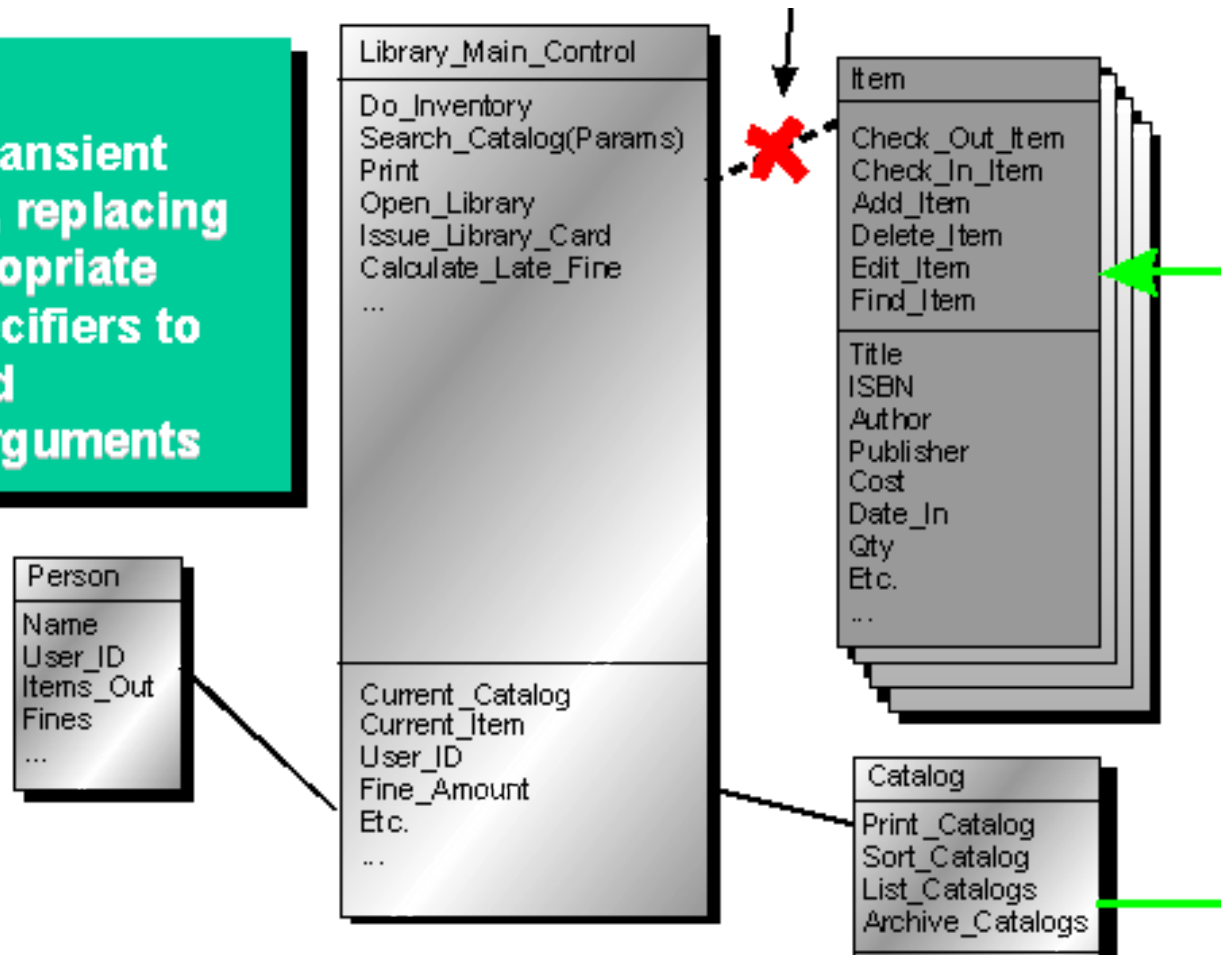 ansient
replacing
opriate
cifiers to
d
guments
Library_Main_Control
Do_Inventory
Search_Catalog(Params)
Print
Open_Library
Issue_Library_Card
Calculate_Late_Fine
...
Current_Catalog
Current_Item
User_ID
Fine_Amount
Etc.
...
Item
Check_Out_Item
Check_In_Item
Add_Item
Delete_Item
Edit_Item
Find_Item
Title
ISBN
Author
Publisher
Cost
Date_In
Qty
Etc.
...
Person
Name
User_ID
Items_Out
Fines
...
Catalog
Print_Catalog
Sort_Catalog
List_Catalogs
Archive_Catalogs